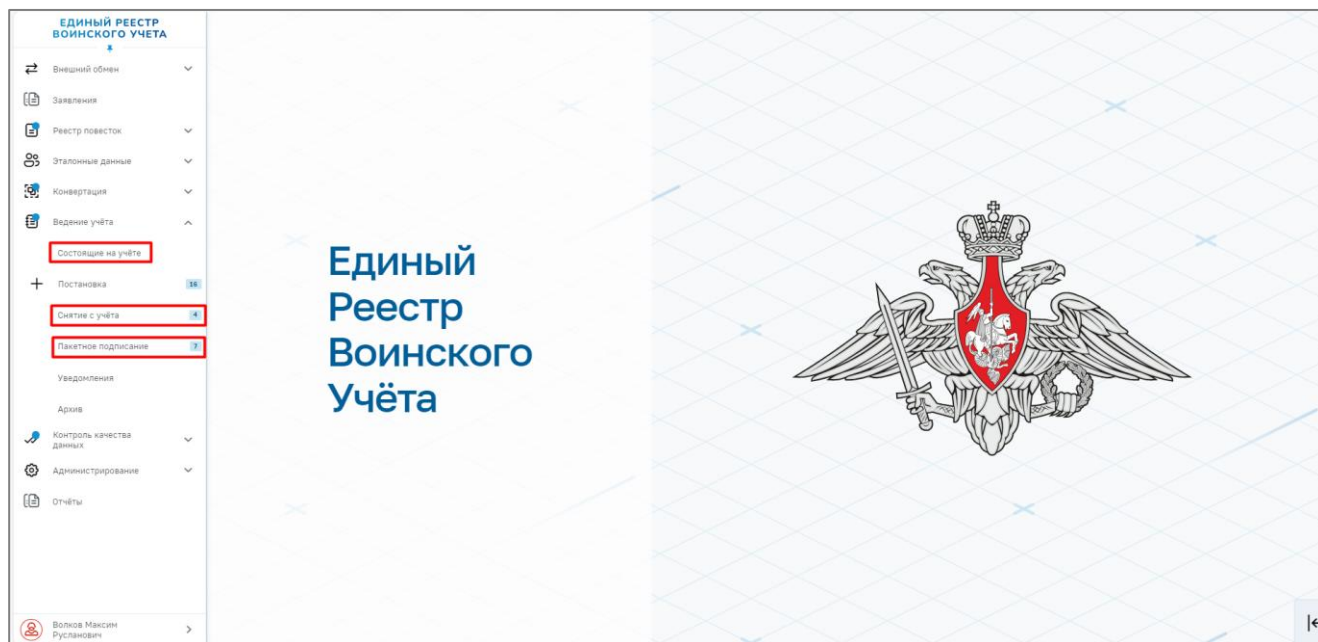 ЕДИНЫЙ РЕЕСТР
ВОИНСКОГО УЧЕТА
Внешний обмен
Заявления
Реестр повесток
Эталонные данные
Конвертация
Ведение учёта
Состоящие на учёте
Постановка 16
Снятие с учёта 4
Пакетное подписание 7
Уведомления
Архив
Контроль качества
данных
Администрирование
Отчёты
Волков Максим
Русланович
Единый
Реестр
Воинского
Учёта